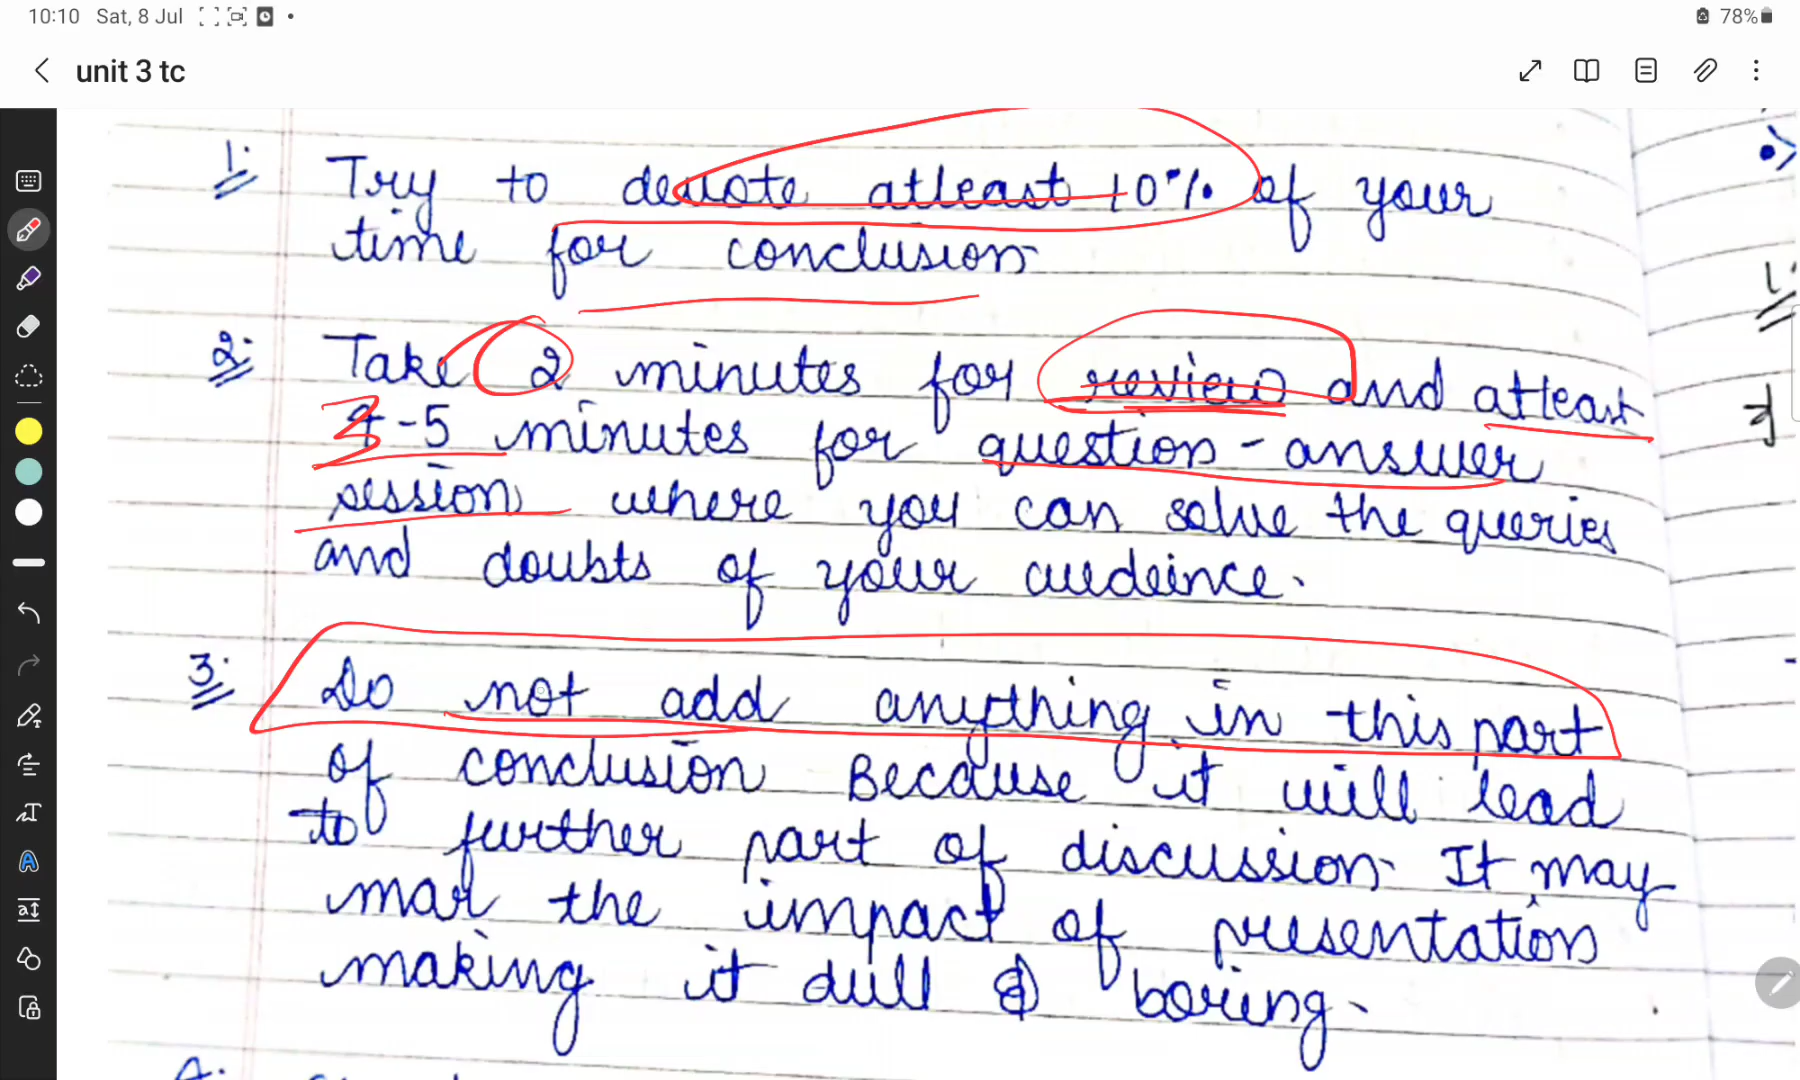 10:10 Sat, 8 Jul 78%
unit 3 tc
1. Try to devote atleast 10% of your
time for conclusion
2. Take 2 minutes for review and atleast
3-5 minutes for question - answer
session where you can solve the queries
and doubts of your audeince.
3. Do not add anything in this part
of conclusion Because it will lead
to further part of discussion. It may
mar the impact of presentation
making it dull & boring.